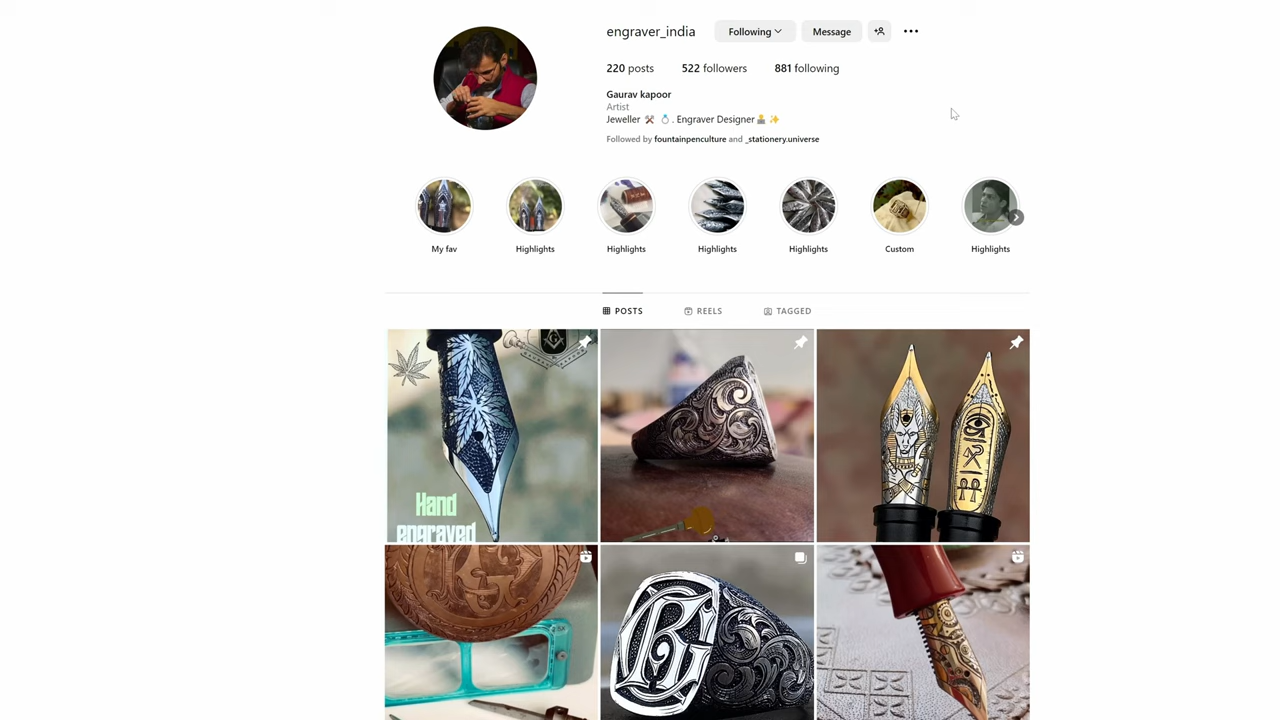 engraver_india Following Message
220 posts 522 followers 881 following
Gaurav kapoor
Artist
Jeweller ⚒️ 💍. Engraver Designer👨‍💻 ✨
Followed by fountainpenculture and _stationery.universe
My fav Highlights Highlights Highlights Highlights Custom Highlights
POSTS REELS TAGGED
G
Hand
engraved